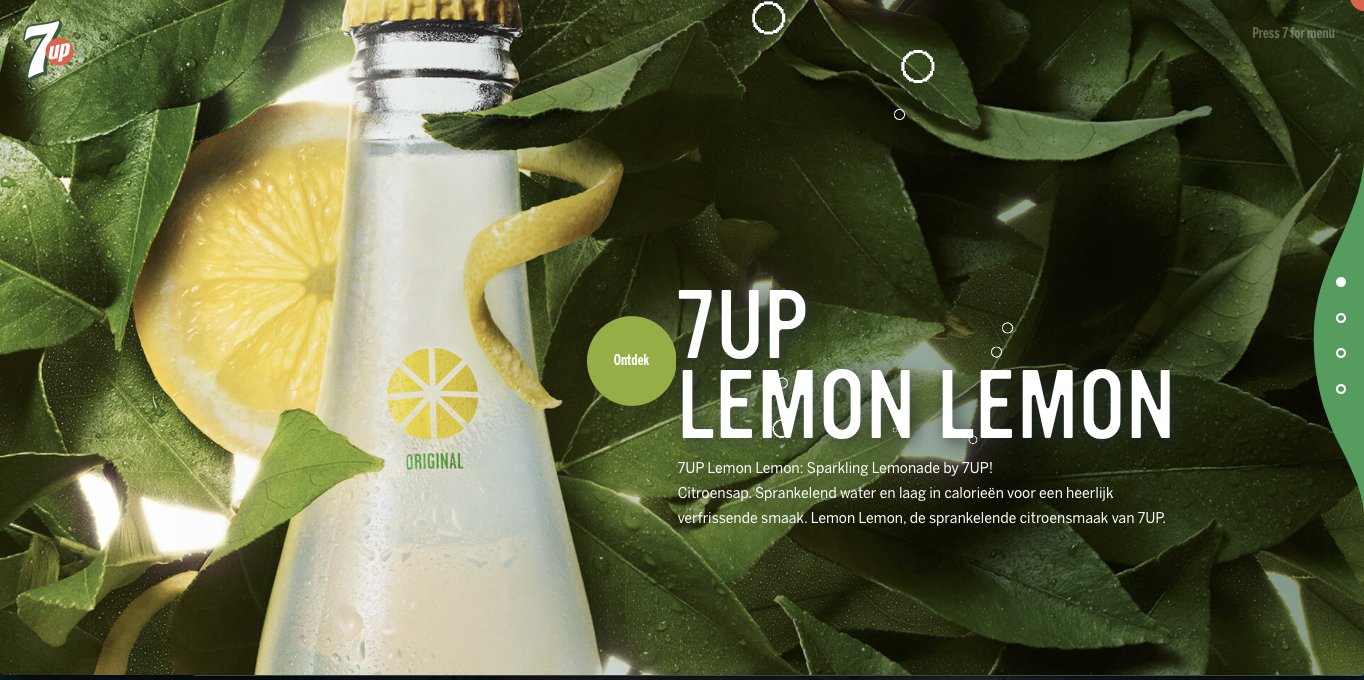 7up
Press 7 for menu
7UP
LEMON LEMON
Ontdek
ORIGINAL
7UP Lemon Lemon: Sparkling Lemonade by 7UP!
Citroensap. Sprankelend water en laag in calorieën voor een heerlijk
verfrissende smaak. Lemon Lemon, de sprankelende citroensmaak van 7UP.